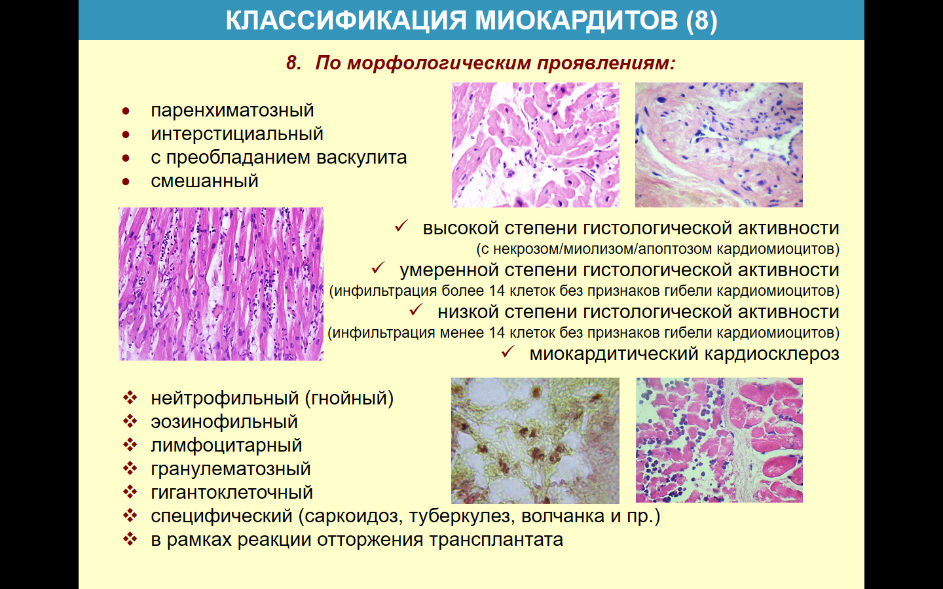 КЛАССИФИКАЦИЯ МИОКАРДИТОВ (8)
8. По морфологическим проявлениям:
• паренхиматозный
• интерстициальный
• с преобладанием васкулита
• смешанный
✓ высокой степени гистологической активности
(с некрозом/миолизом/апоптозом кардиомиоцитов)
✓ умеренной степени гистологической активности
(инфильтрация более 14 клеток без признаков гибели кардиомиоцитов)
✓ низкой степени гистологической активности
(инфильтрация менее 14 клеток без признаков гибели кардиомиоцитов)
✓ миокардитический кардиосклероз
❖ нейтрофильный (гнойный)
❖ эозинофильный
❖ лимфоцитарный
❖ гранулематозный
❖ гигантоклеточный
❖ специфический (саркоидоз, туберкулез, волчанка и пр.)
❖ в рамках реакции отторжения трансплантата